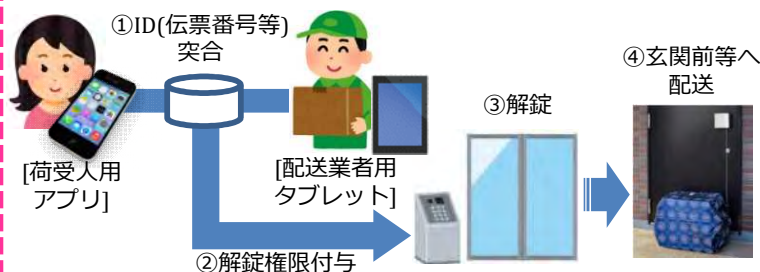 ①ID(伝票番号等)
突合
[荷受人用
アプリ]
[配送業者用
タブレット]
②解錠権限付与
③解錠
④玄関前等へ
配送